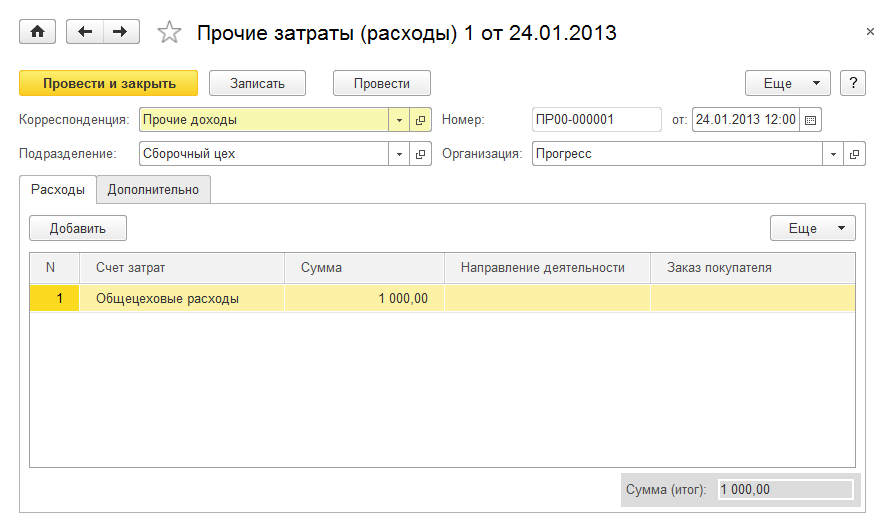 Прочие затраты (расходы) 1 от 24.01.2013
×
Провести и закрыть Записать Провести Еще ?
Корреспонденция: Прочие доходы Номер: ПР00-000001 от: 24.01.2013 12:00
Подразделение: Сборочный цех Организация: Прогресс
Расходы Дополнительно
Добавить Еще
N Счет затрат Сумма Направление деятельности Заказ покупателя
1 Общецеховые расходы 1 000,00
Сумма (итог): 1 000,00